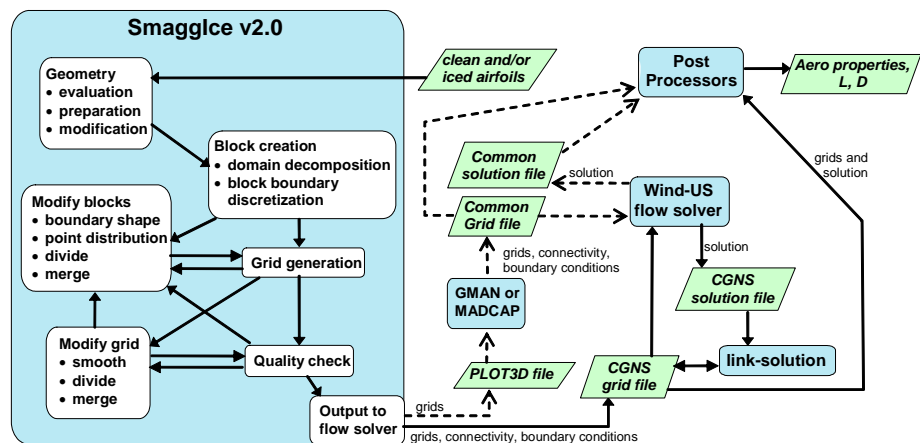 SmaggIce v2.0
Geometry
• evaluation
• preparation
• modification
Block creation
• domain decomposition
• block boundary
discretization
Modify blocks
• boundary shape
• point distribution
• divide
• merge
Grid generation
Modify grid
• smooth
• divide
• merge
Quality check
Output to
flow solver
clean and/or
iced airfoils
Post
Processors
Aero properties,
L, D
Common
solution file
solution
Wind-US
flow solver
grids and
solution
Common
Grid file
grids, connectivity,
boundary conditions
solution
GMAN or
MADCAP
CGNS
solution file
PLOT3D file
CGNS
grid file
link-solution
grids
grids, connectivity, boundary conditions